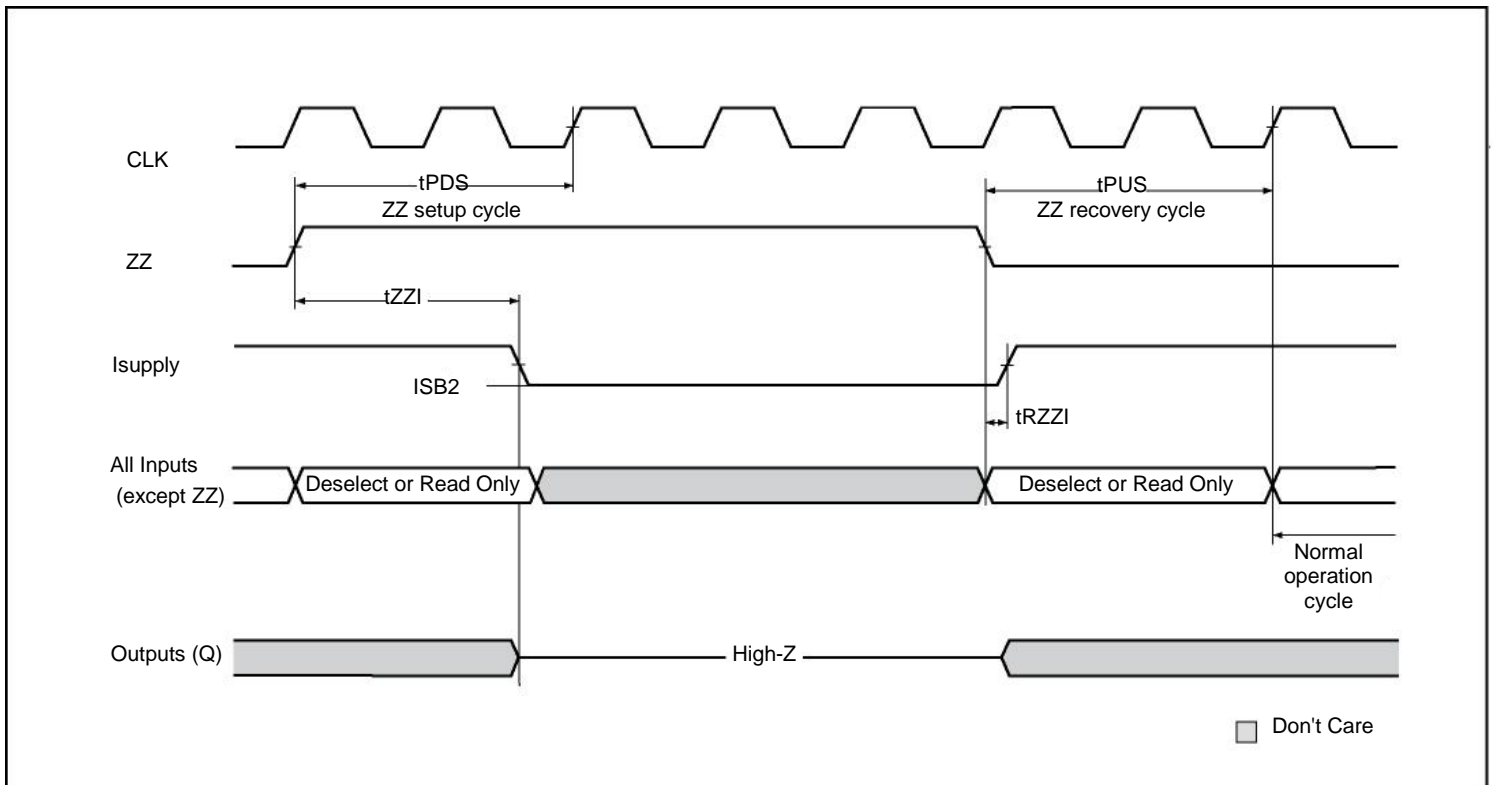 CLK
tPDS
ZZ setup cycle
tPUS
ZZ recovery cycle
ZZ
tZZI
Isupply
ISB2
tRZZI
All Inputs
(except ZZ)
Deselect or Read Only
Deselect or Read Only
Normal
operation
cycle
Outputs (Q)
High-Z
Don't Care